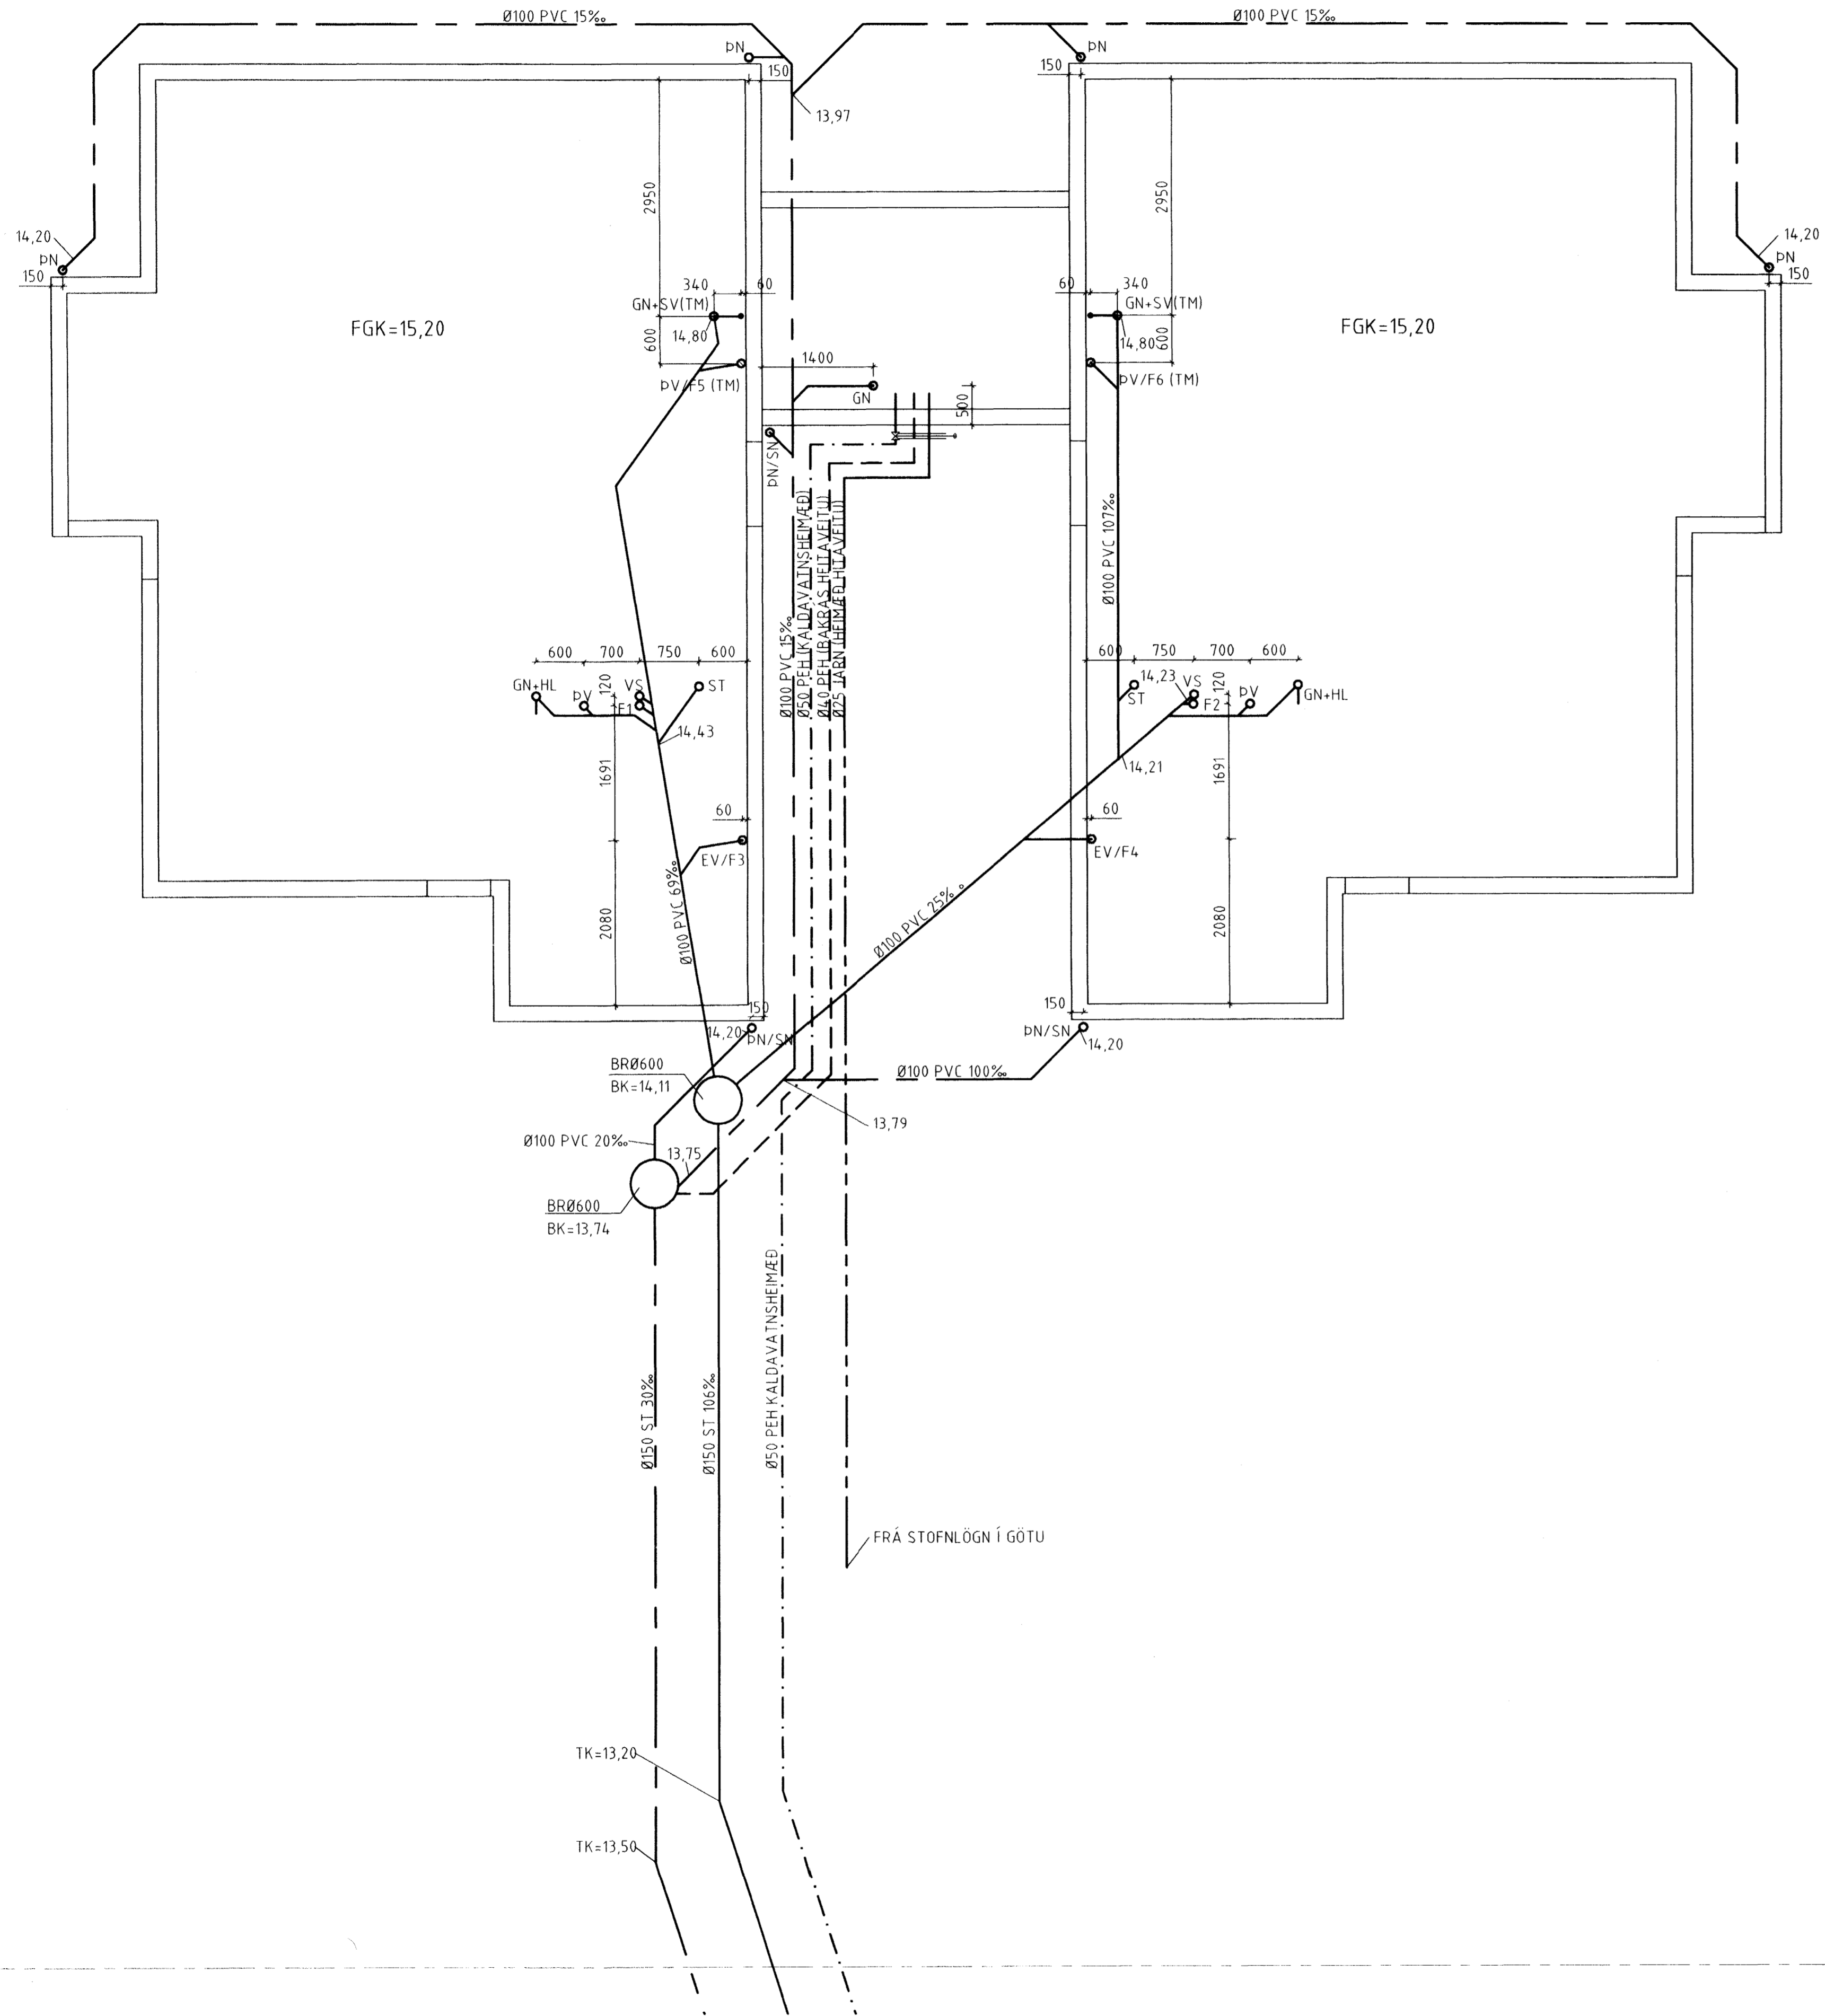 Ø100 PVC 15‰
Ø100 PVC 15‰
ÞN
ÞN
150
150
13,97
2950
2950
14,20
ÞN
150
14,20
ÞN
150
340
60
60
340
GN+SV(TM)
GN+SV(TM)
FGK=15,20
FGK=15,20
14,80
14,80
600
600
1400
ÞV/F5 (TM)
ÞV/F6 (TM)
GN
500
ÞN/SN
Ø100 PVC 15‰
Ø50 PEH (KALDAVATNSHEIMÆÐ)
Ø40 PEH (BAKRÁS HITAVEITU)
Ø25 JÁRN (HEIMÆÐ HITAVEITU)
Ø100 PVC 107‰
600
700
750
600
600
750
700
600
GN+HL
ÞV
VS
F1
120
ST
ST
14,23
VS
F2
120
ÞV
GN+HL
14,43
14,21
1691
1691
60
60
EV/F3
EV/F4
Ø100 PVC 69‰
Ø100 PVC 25‰
2080
2080
150
150
14,20
ÞN/SN
ÞN/SN
14,20
BRØ600
BK=14,11
Ø100 PVC 100‰
13,79
Ø100 PVC 20‰
13,75
BRØ600
BK=13,74
Ø150 ST 30‰
Ø150 ST 106‰
Ø50 PEH KALDAVATNSHEIMÆÐ
FRÁ STOFNLÖGN Í GÖTU
TK=13,20
TK=13,50